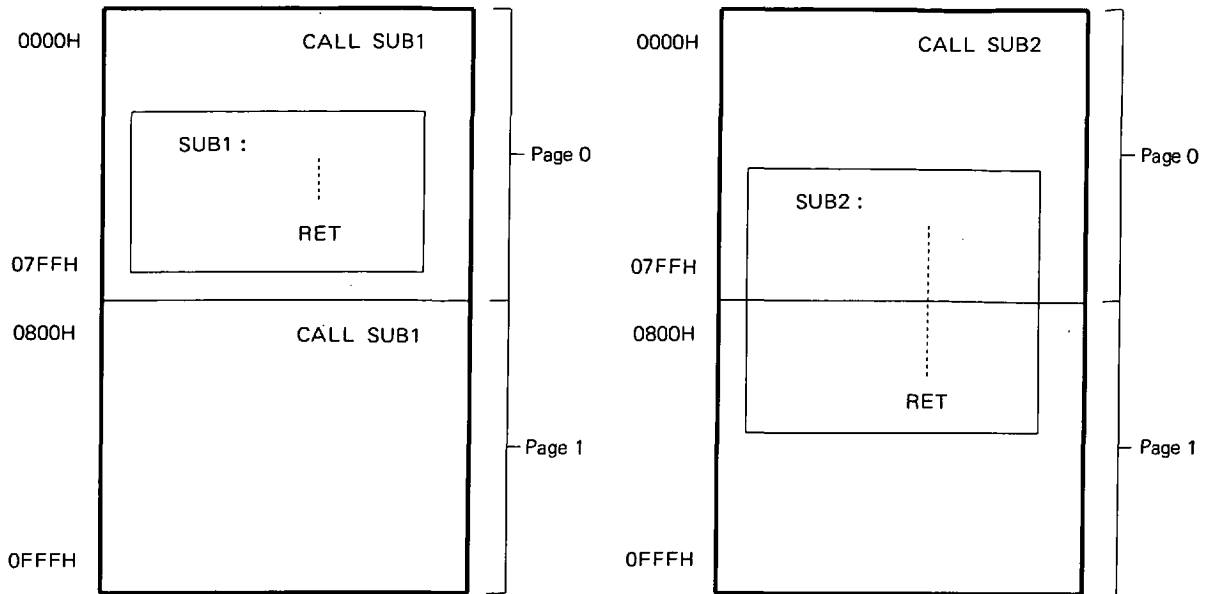 0000H
CALL SUB1
SUB1 :
RET
Page 0
07FFH
0800H
CALL SUB1
Page 1
0FFFH
0000H
CALL SUB2
Page 0
SUB2 :
07FFH
0800H
RET
Page 1
0FFFH